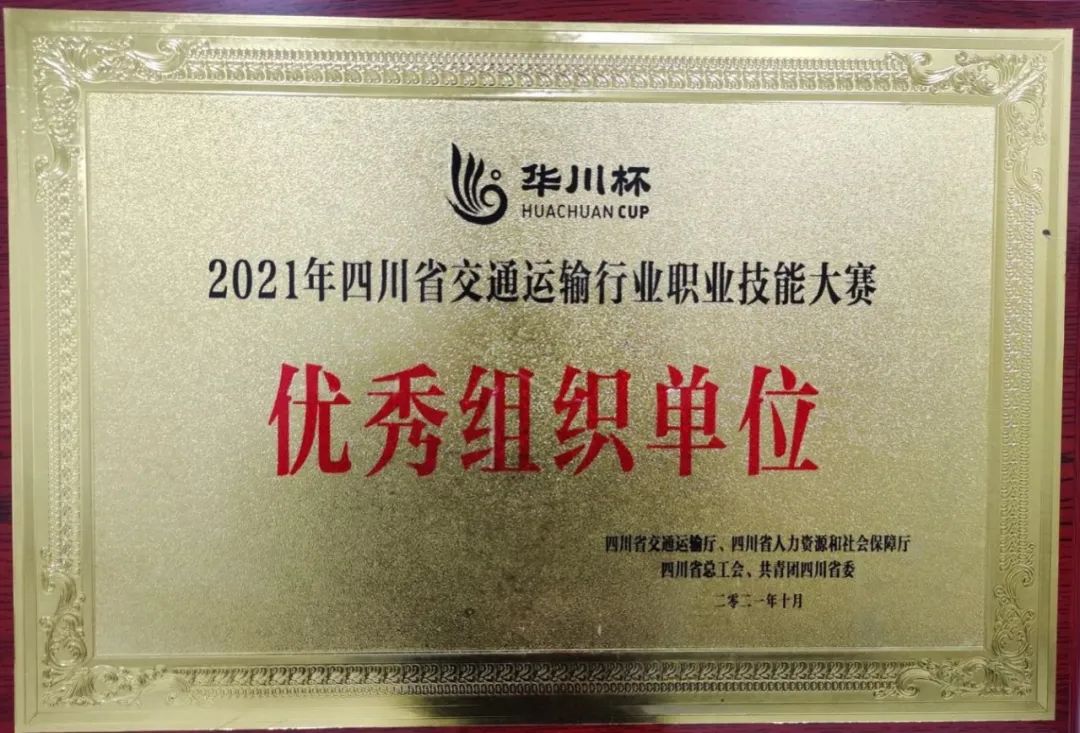 华川杯
HUACHUAN CUP
2021年四川省交通运输行业职业技能大赛
优秀组织单位
四川省交通运输厅、四川省人力资源和社会保障厅
四川省总工会、共青团四川省委
二零二一年十月